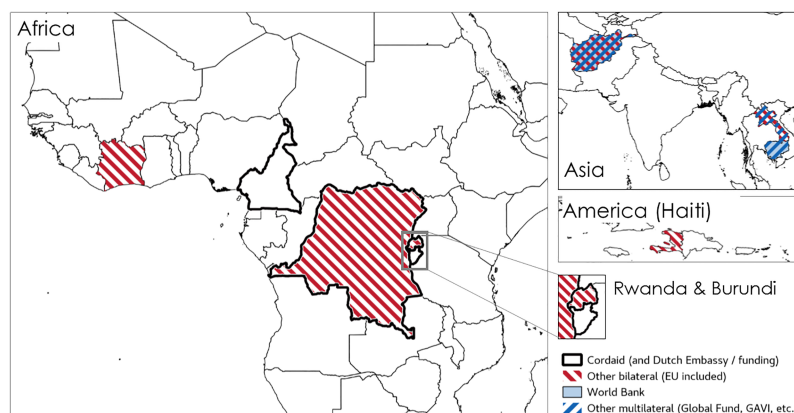 Africa
Asia
America (Haiti)
Rwanda & Burundi
Cordaid (and Dutch Embassy / funding)
Other bilateral (EU included)
World Bank
Other multilateral (Global Fund, GAVI, etc.